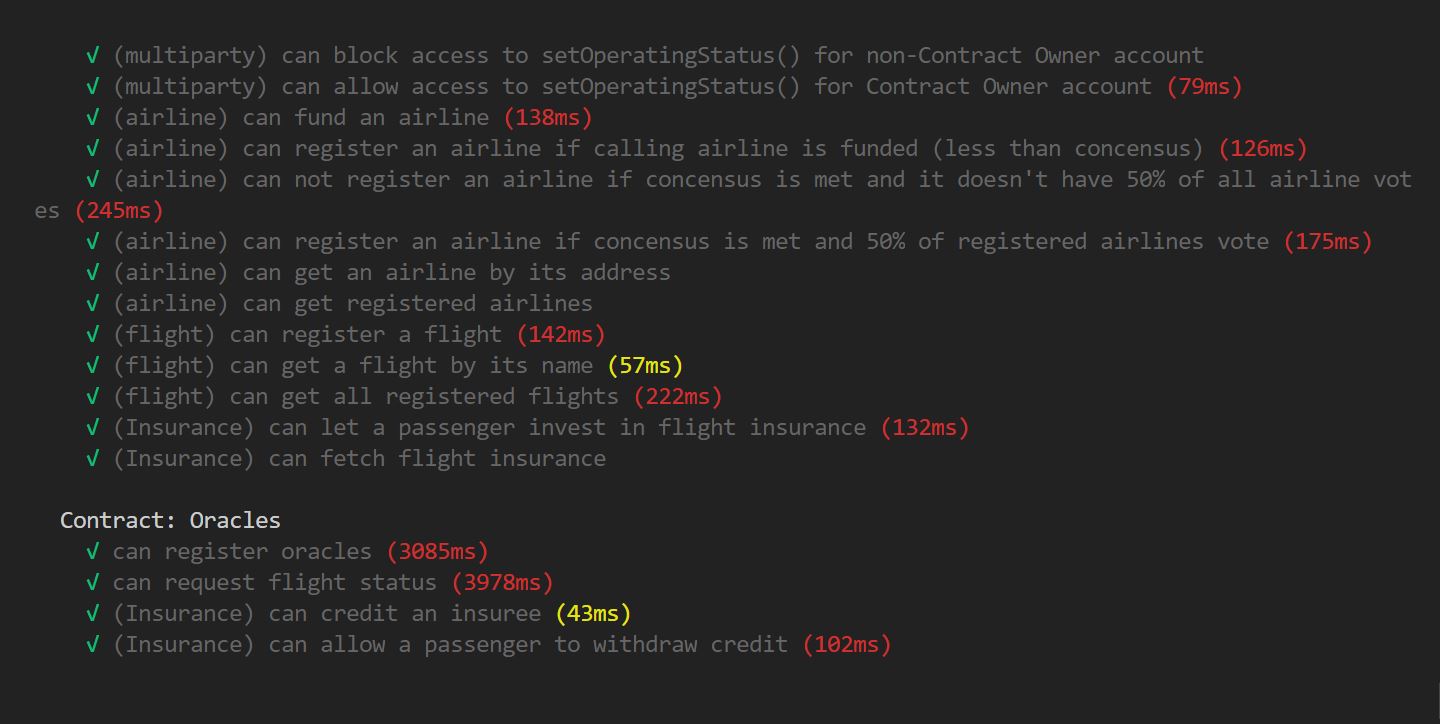 √ (multiparty) can block access to setOperatingStatus() for non-Contract Owner account
√ (multiparty) can allow access to setOperatingStatus() for Contract Owner account (79ms)
√ (airline) can fund an airline (138ms)
√ (airline) can register an airline if calling airline is funded (less than concensus) (126ms)
√ (airline) can not register an airline if concensus is met and it doesn't have 50% of all airline vot
es (245ms)
√ (airline) can register an airline if concensus is met and 50% of registered airlines vote (175ms)
√ (airline) can get an airline by its address
√ (airline) can get registered airlines
√ (flight) can register a flight (142ms)
√ (flight) can get a flight by its name (57ms)
√ (flight) can get all registered flights (222ms)
√ (Insurance) can let a passenger invest in flight insurance (132ms)
√ (Insurance) can fetch flight insurance
Contract: Oracles
√ can register oracles (3085ms)
√ can request flight status (3978ms)
√ (Insurance) can credit an insuree (43ms)
√ (Insurance) can allow a passenger to withdraw credit (102ms)